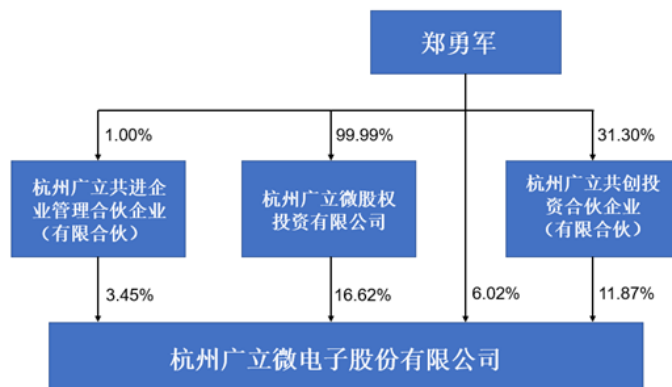 郑勇军
1.00%
99.99%
31.30%
杭州广立共进企
业管理合伙企业
（有限合伙）
杭州广立微股权
投资有限公司
杭州广立共创投
资合伙企业
（有限合伙）
3.45%
16.62%
6.02%
11.87%
杭州广立微电子股份有限公司